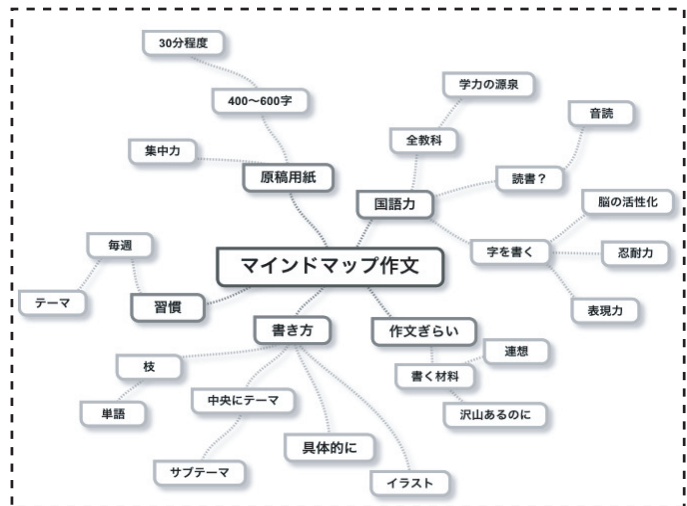 30分程度
400〜600字
集中力
原稿用紙
学力の源泉
全教科
音読
読書？
国語力
脳の活性化
字を書く
忍耐力
表現力
マインドマップ作文
毎週
テーマ
習慣
書き方
枝
単語
中央にテーマ
サブテーマ
具体的に
イラスト
作文ぎらい
連想
書く材料
沢山あるのに